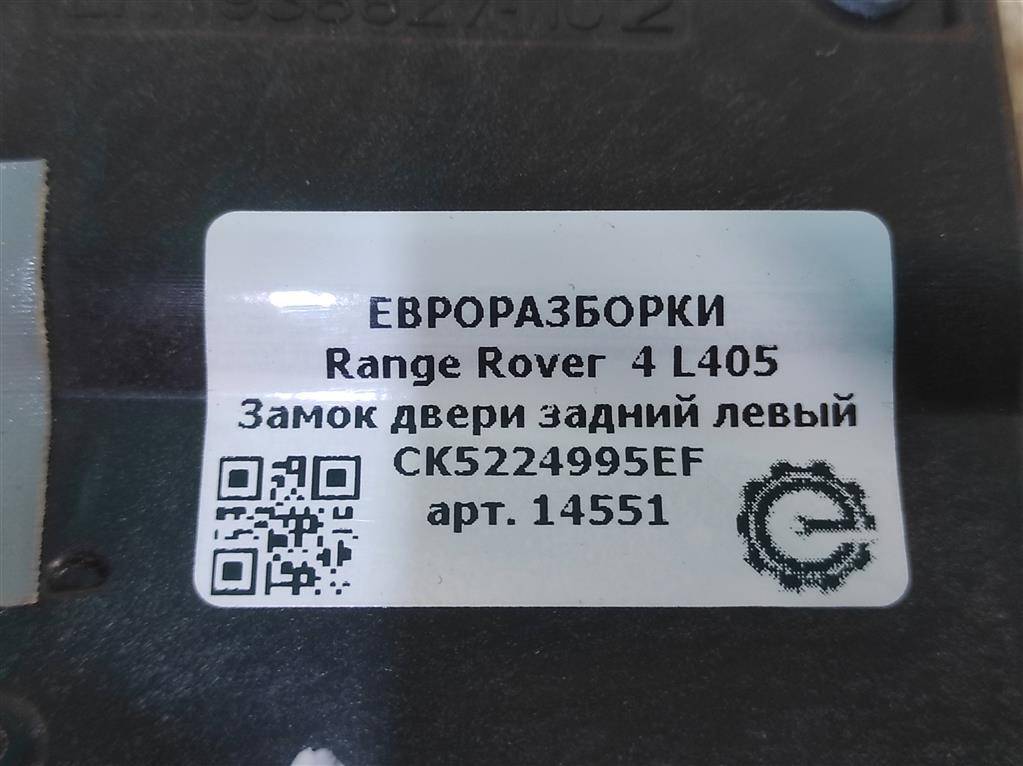 ЕВРОРАЗБОРКИ
Range Rover 4 L405
Замок двери задний левый
CK5224995EF
арт. 14551